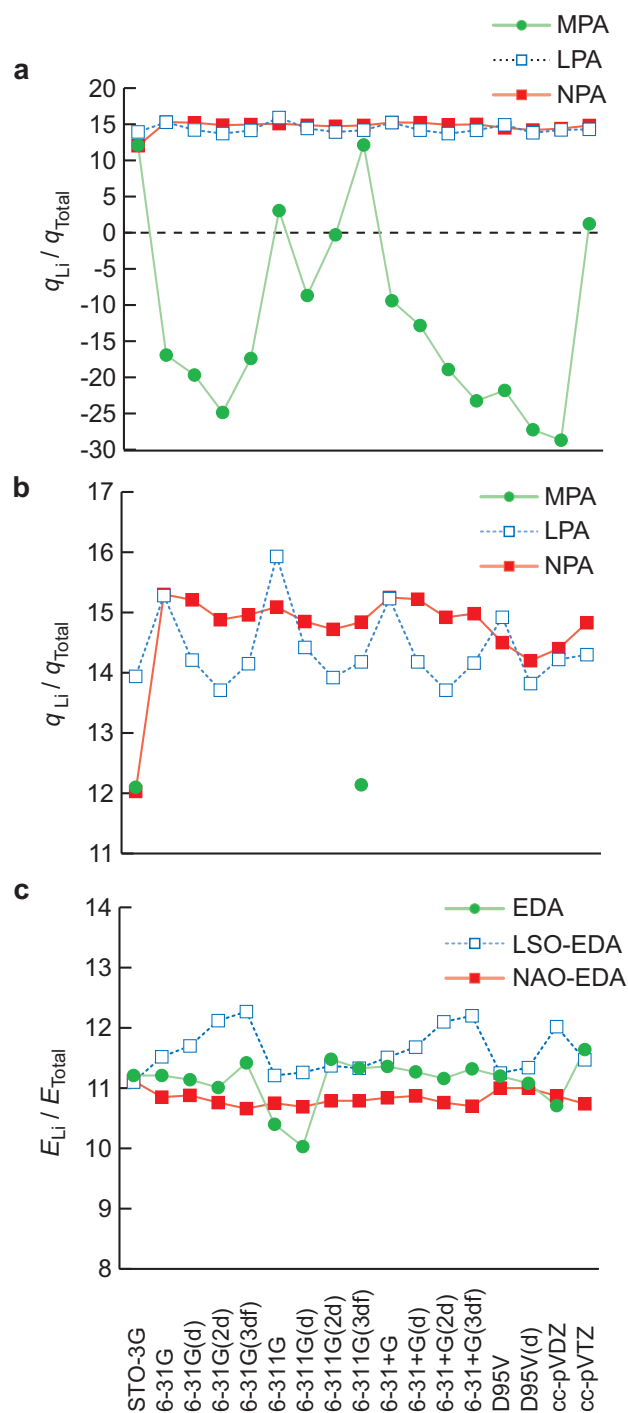 MPA
LPA
NPA
a
20
15
10
5
0
-5
-10
-15
-20
-25
-30
qLi / qTotal
b
MPA
LPA
NPA
17
16
15
14
13
12
11
qLi / qTotal
c
EDA
LSO-EDA
NAO-EDA
14
13
12
11
10
9
8
ELi / ETotal
STO-3G
6-31G
6-31G(d)
6-31G(2d)
6-31G(3df)
6-311G
6-311G(d)
6-311G(2d)
6-311G(3df)
6-31+G
6-31+G(d)
6-31+G(2d)
6-31+G(3df)
D95V
D95V(d)
cc-pVDZ
cc-pVTZ